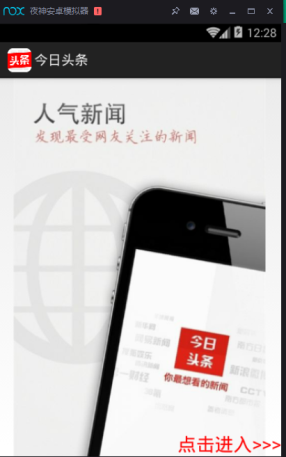 nox 夜神安卓模拟器
12:28
头条 今日头条
人气新闻
发现最受网友关注的新闻
今日
头条
你最想看的新闻
CCTV
点击进入>>>